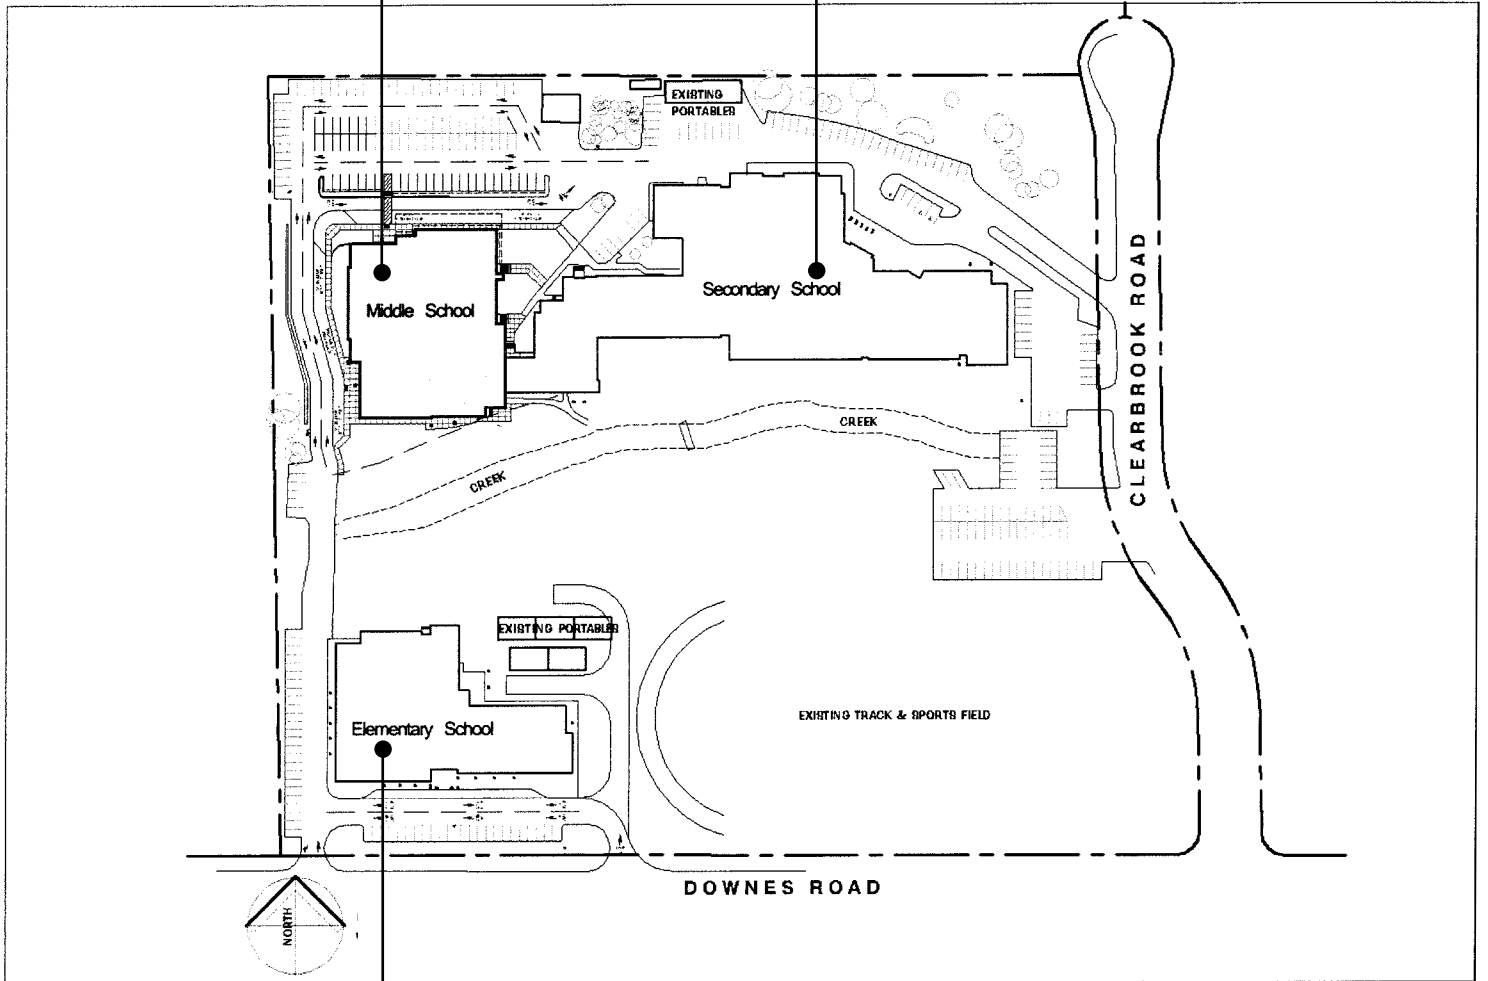 EXISTING
PORTABLES
Middle School
Secondary School
CLEARBROOK ROAD
CREEK
CREEK
EXISTING PORTABLES
Elementary School
EXISTING TRACK & SPORTS FIELD
DOWNES ROAD
NORTH